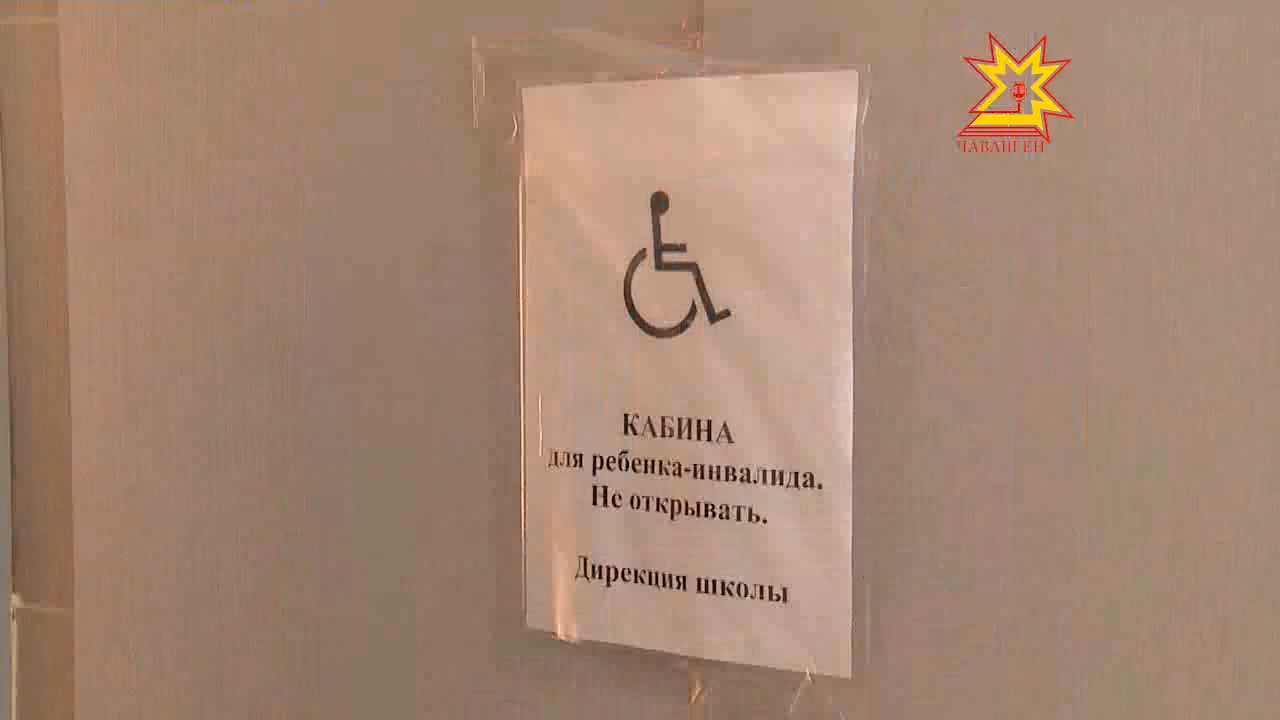 ЧӐВАШ ЕН
КАБИНА
для ребенка-инвалида.
Не открывать.
Дирекция школы